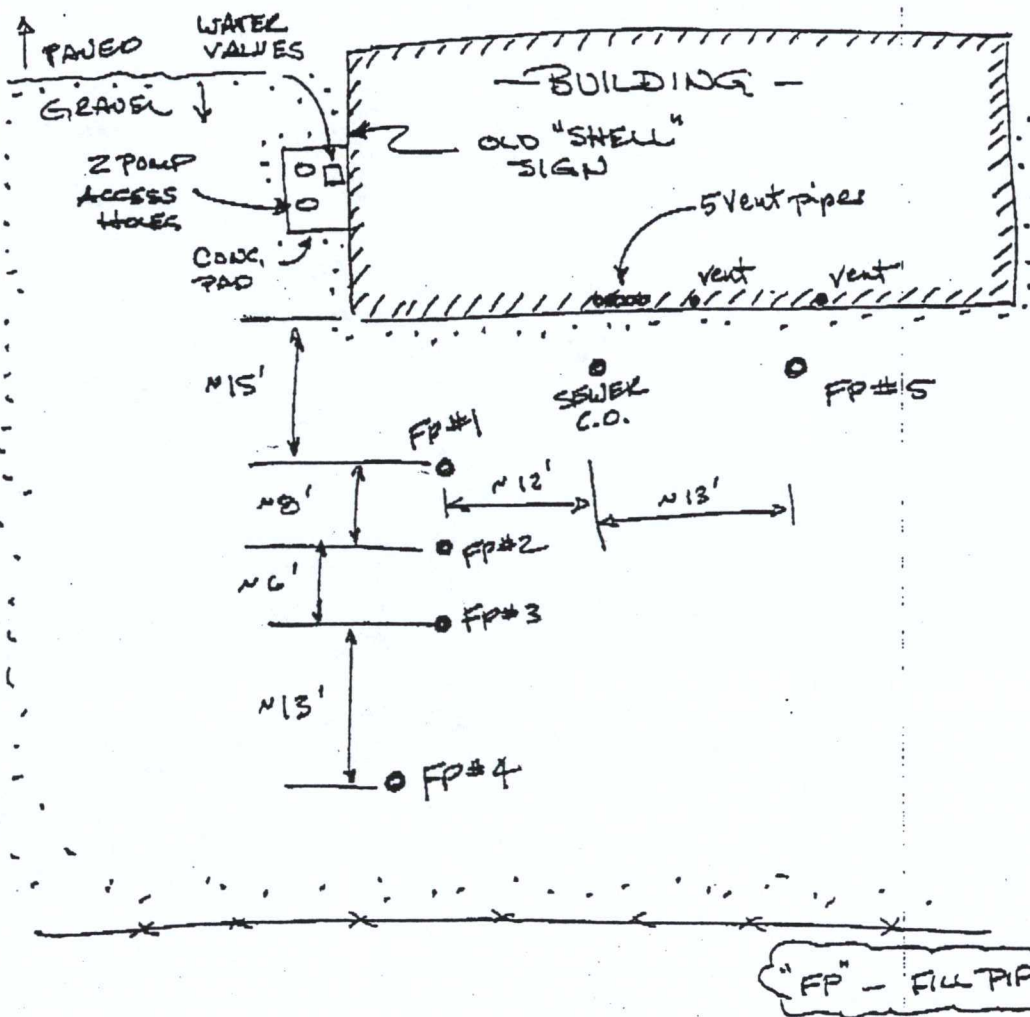 PAVED
WATER
VALVES
GRAVEL
2 PUMP
ACCESS
HOLES
CONC.
PAD
- BUILDING -
OLD "SHELL"
SIGN
5 Vent pipes
vent
vent
~15'
SEWER
C.O.
FP#5
FP#1
~8'
~12'
~13'
FP#2
~6'
FP#3
~13'
FP#4
"FP" - FILL PIP